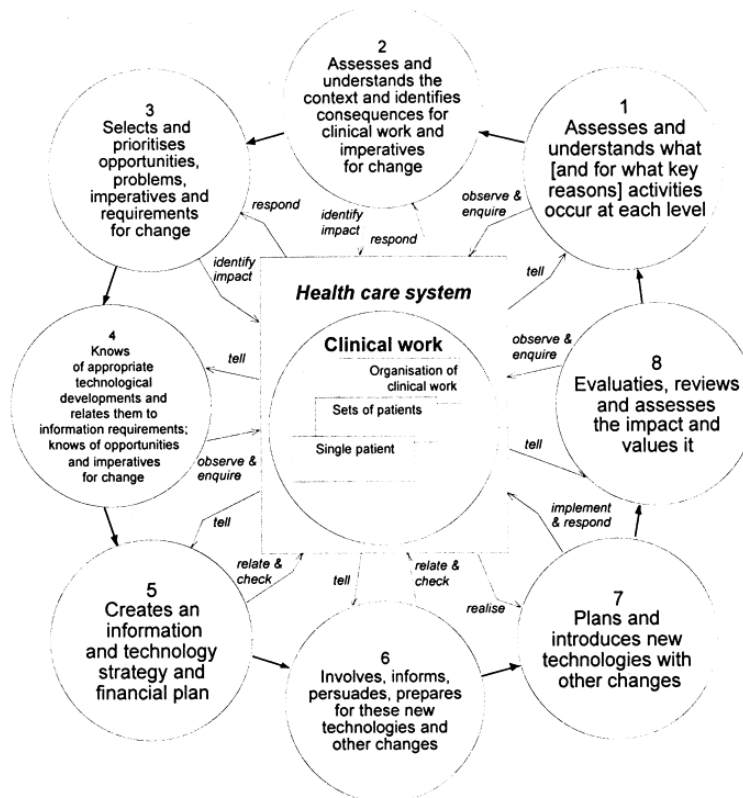 1
Assesses and
understands what
[and for what key
reasons] activities
occur at each level
2
Assesses and
understands the
context and identifies
consequences for
clinical work and
imperatives
for change
3
Selects and
prioritises
opportunities,
problems,
imperatives and
requirements
for change
4
Knows
of appropriate
technological
developments and
relates them to
information requirements;
knows of opportunities
and imperatives
for change
5
Creates an
information
and technology
strategy and
financial plan
6
Involves, informs,
persuades, prepares
for these new
technologies and
other changes
7
Plans and
introduces new
technologies with
other changes
8
Evaluaties, reviews
and assesses
the impact and
values it
Health care system
Clinical work
Organisation of
clinical work
Sets of patients
Single patient
observe &
enquire
tell
identify
impact
respond
respond
identify
impact
tell
observe &
enquire
tell
relate &
check
tell
relate &
check
realise
implement
& respond
tell
observe &
enquire